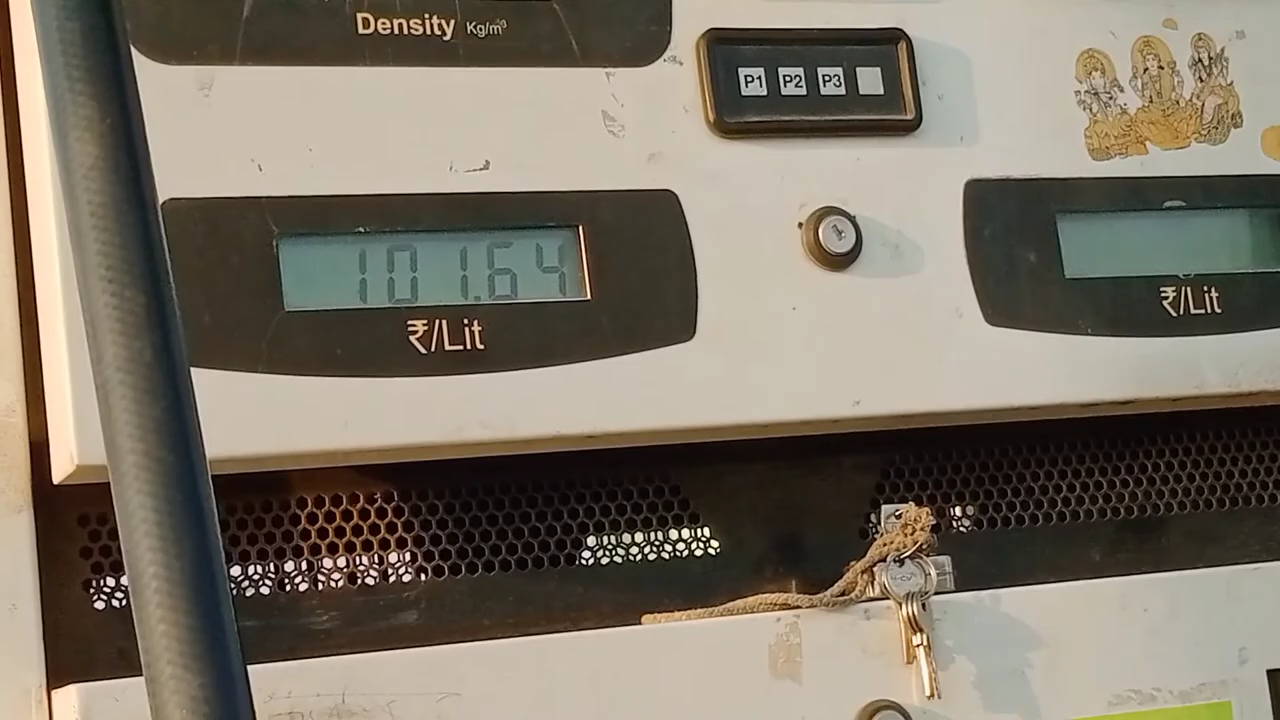 Density Kg/m³
P1 P2 P3
101.64
₹/Lit
₹/Lit